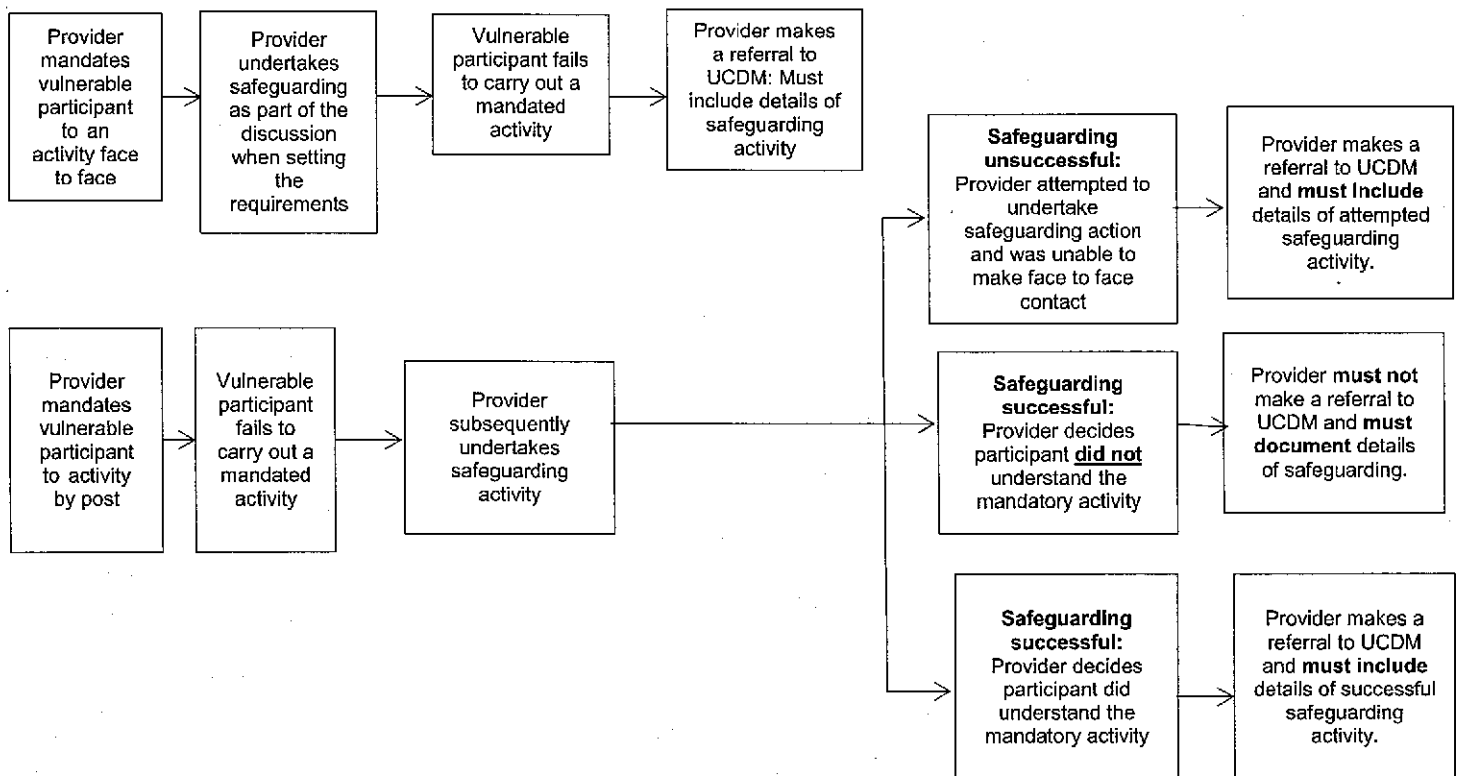 Provider
mandates
vulnerable
participant
to an
activity face
to face
Provider
undertakes
safeguarding
as part of the
discussion
when setting
the
requirements
Vulnerable
participant fails
to carry out a
mandated
activity
Provider makes
a referral to
UCDM: Must
include details of
safeguarding
activity
Provider
mandates
vulnerable
participant
to activity
by post
Vulnerable
participant
fails to
carry out a
mandated
activity
Provider
subsequently
undertakes
safeguarding
activity
Safeguarding
unsuccessful:
Provider attempted to
undertake
safeguarding action
and was unable to
make face to face
contact
Provider makes a
referral to UCDM
and must include
details of attempted
safeguarding
activity.
Safeguarding
successful:
Provider decides
participant did not
understand the
mandatory activity
Provider must not
make a referral to
UCDM and must
document details
of safeguarding.
Safeguarding
successful:
Provider decides
participant did
understand the
mandatory activity
Provider makes a
referral to UCDM
and must include
details of successful
safeguarding
activity.